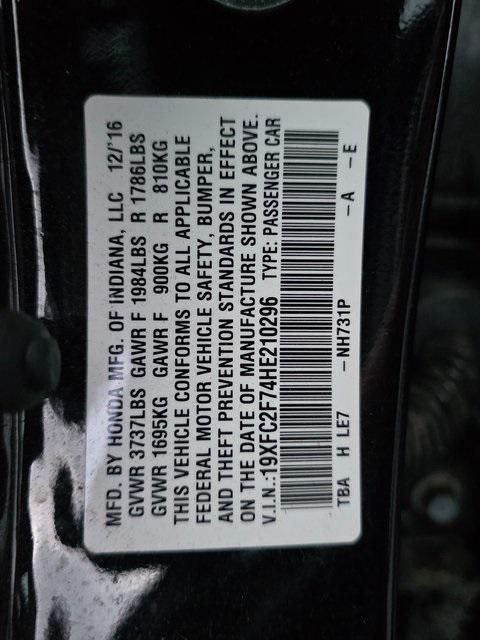 MFD. BY HONDA MFG. OF INDIANA, LLC 12/'16
GVWR 3737LBS GAWR F 1984LBS R 1786LBS
GVWR 1695KG GAWR F 900KG R 810KG
THIS VEHICLE CONFORMS TO ALL APPLICABLE
FEDERAL MOTOR VEHICLE SAFETY, BUMPER,
AND THEFT PREVENTION STANDARDS IN EFFECT
ON THE DATE OF MANUFACTURE SHOWN ABOVE.
V.I.N.:19XFC2F74HE210296 TYPE: PASSENGER CAR
TBA H LE7 -NH731P -A -E